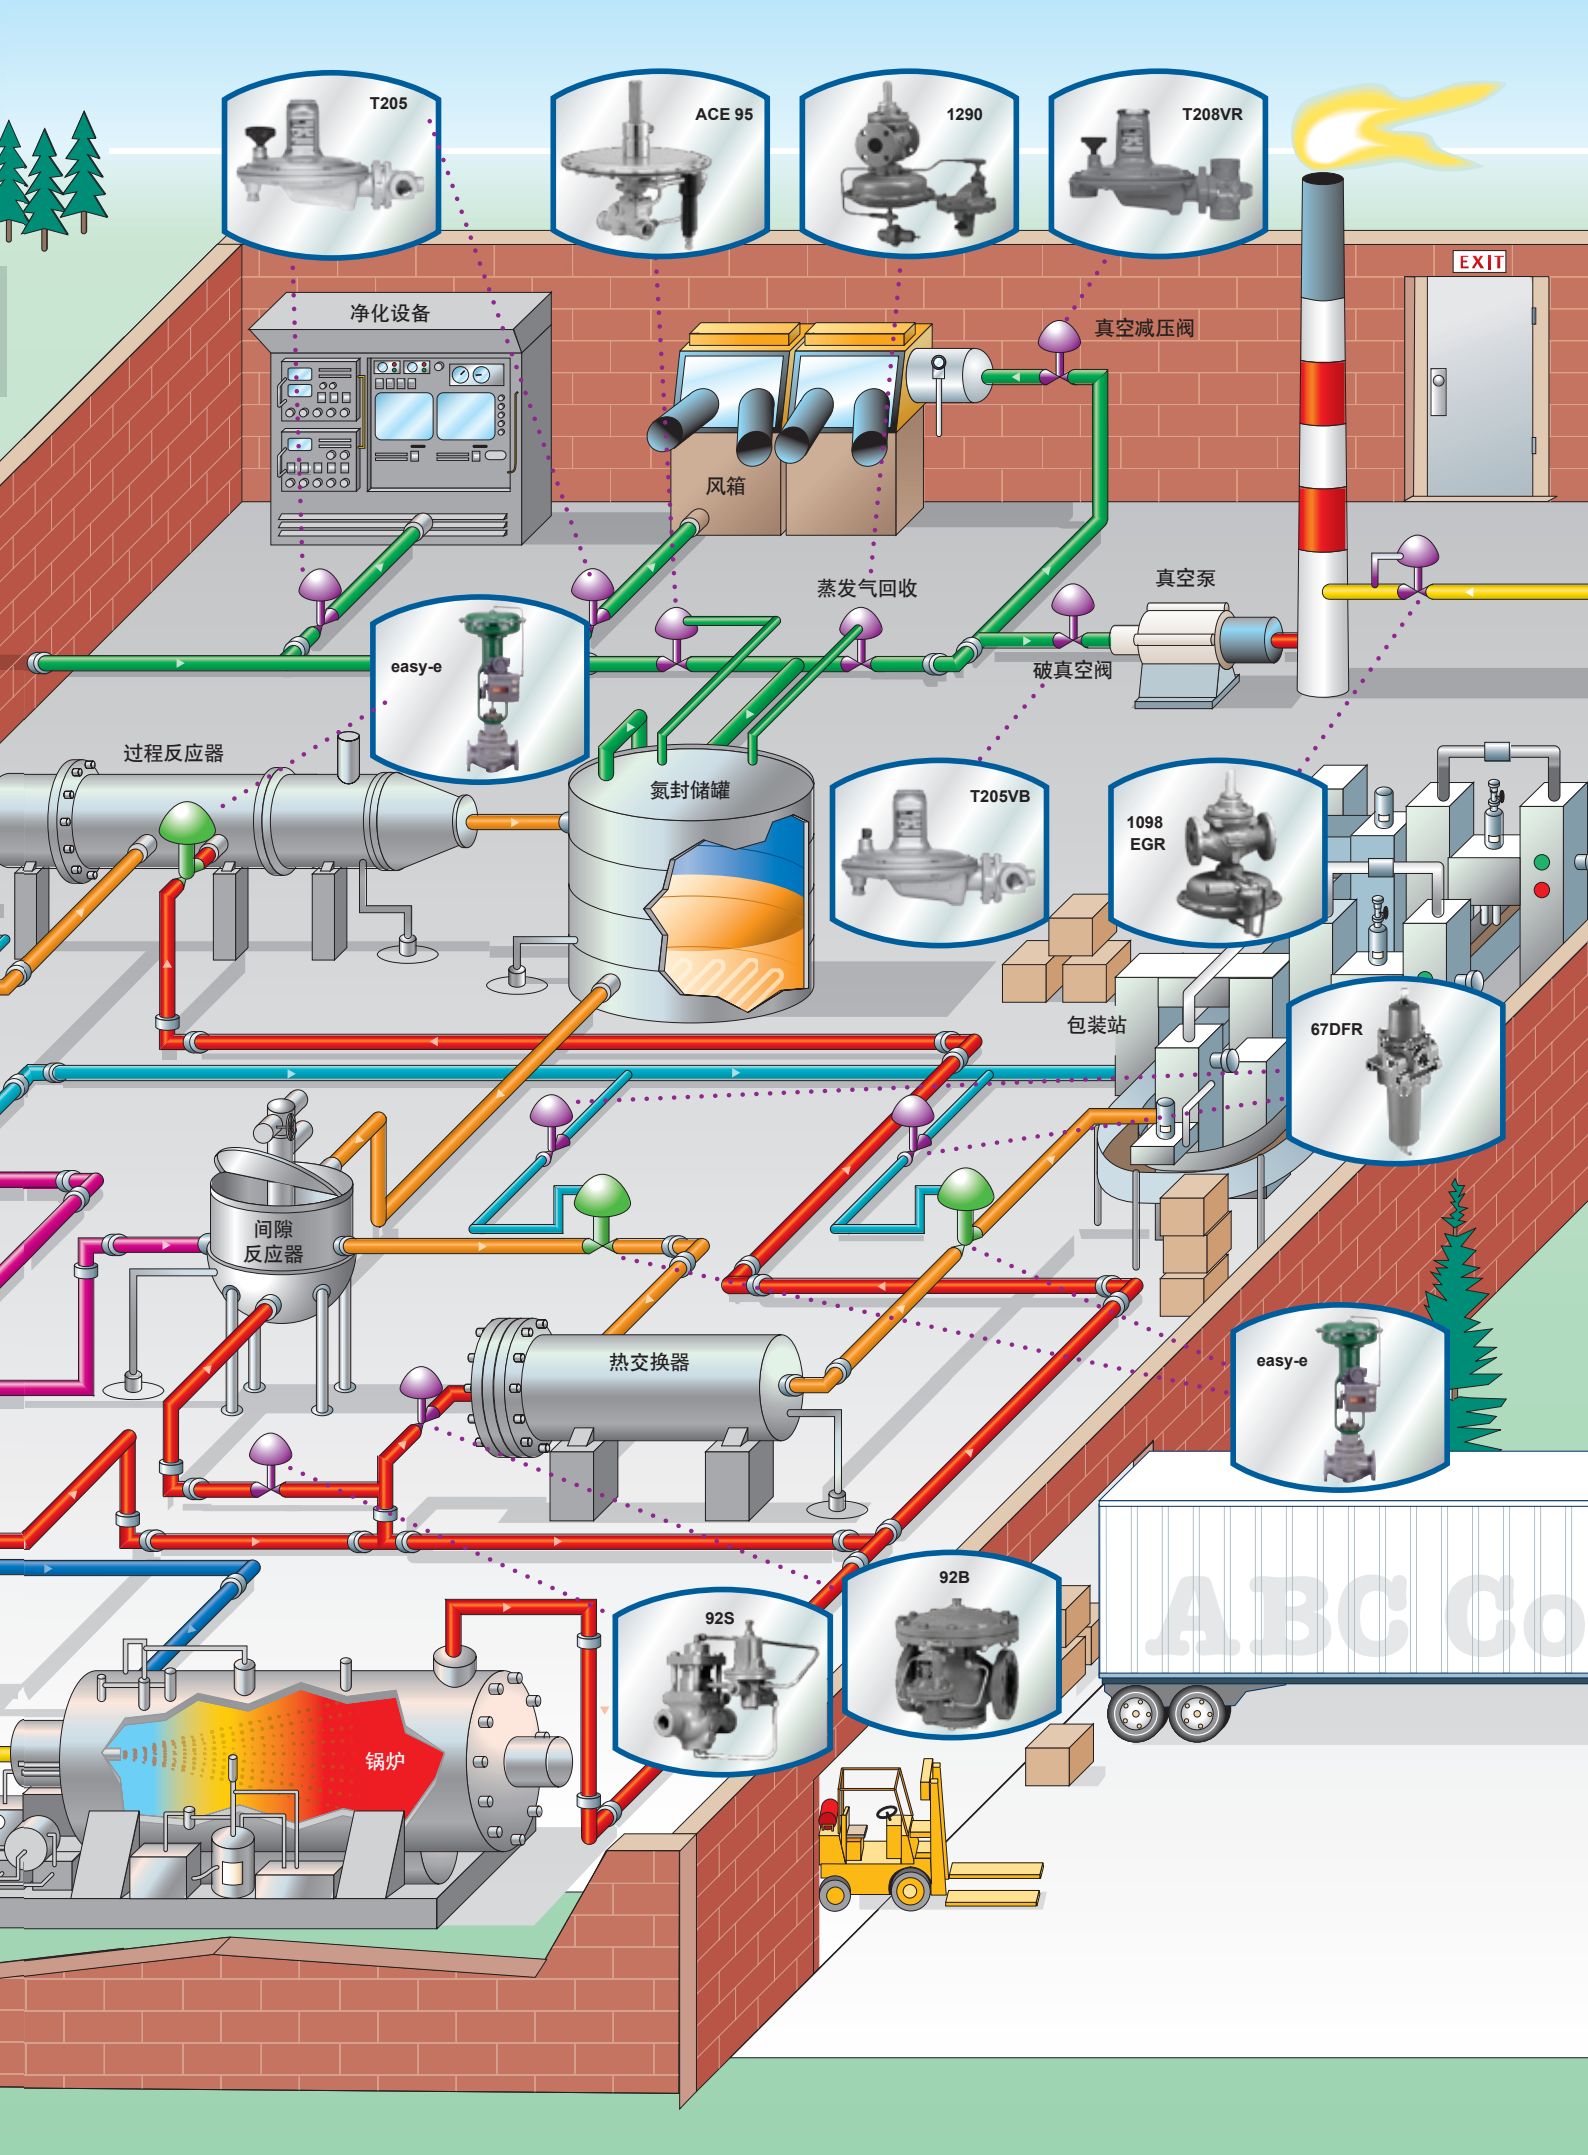 T205
ACE 95
1290
T208VR
EXIT
净化设备
真空减压阀
风箱
蒸发气回收
真空泵
easy-e
破真空阀
过程反应器
氮封储罐
T205VB
1098
EGR
包装站
67DFR
间隙
反应器
热交换器
easy-e
92B
92S
ABC Co
锅炉